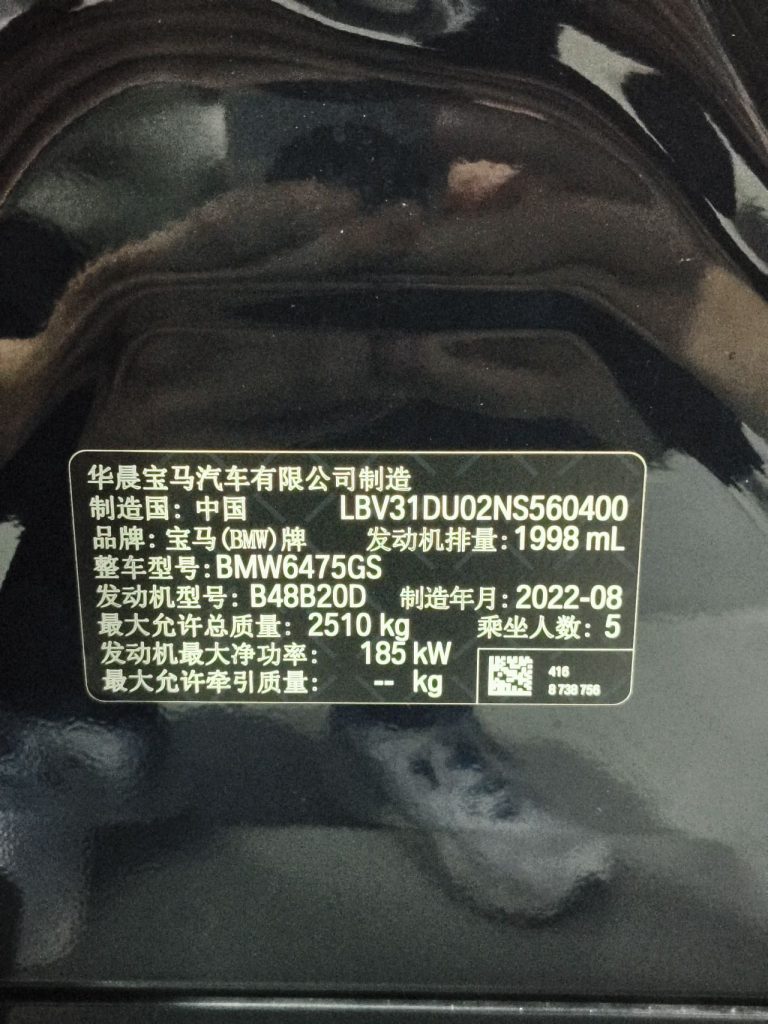 华晨宝马汽车有限公司制造
制造国：中国 LBV31DU02NS560400
品牌：宝马(BMW)牌 发动机排量：1998 mL
整车型号：BMW6475GS
发动机型号：B48B20D 制造年月：2022-08
最大允许总质量：2510 kg 乘坐人数：5
发动机最大净功率：185 kW
最大允许牵引质量：-- kg
416
8 738 756